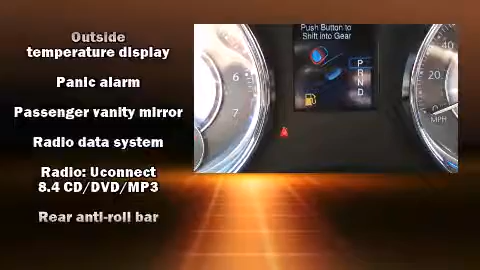 Outside
temperature display
Panic alarm
Passenger vanity mirror
Radio data system
Radio: Uconnect
8.4 CD/DVD/MP3
Rear anti-roll bar
Push Button to
Shift into Gear
P
R
N
D
6
7
40
20
0
MPH